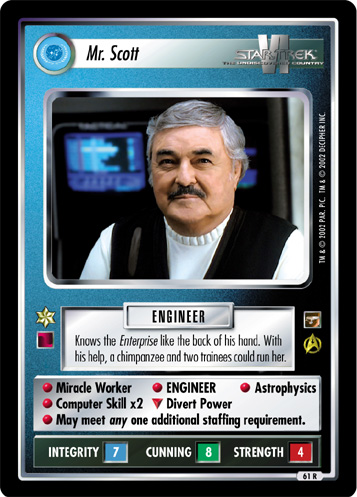 Mr. Scott
STAR TREK VI
THE UNDISCOVERED COUNTRY
TACTICAL
TM & © 2002 PAR. PIC. TM & © 2002 DECIPHER INC.
ENGINEER
Knows the Enterprise like the back of his hand. With
his help, a chimpanzee and two trainees could run her.
Miracle Worker ENGINEER Astrophysics
Computer Skill x2 Divert Power
May meet any one additional staffing requirement.
INTEGRITY 7 CUNNING 8 STRENGTH 4
61 R